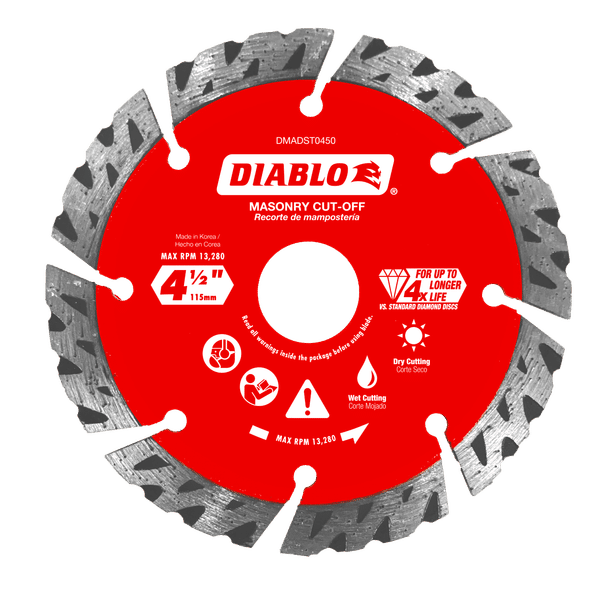 DMADST0450
DIABLO®
MASONRY CUT-OFF
Recorte de mampostería
Made in Korea /
Hecho en Corea
MAX RPM 13,280
4 1/2"
115mm
FOR UP TO
4X LONGER
LIFE
VS. STANDARD DIAMOND DISCS
Read all warnings inside the package before using blade.
Dry Cutting
Corte Seco
Wet Cutting
Corte Mojado
MAX RPM 13,280